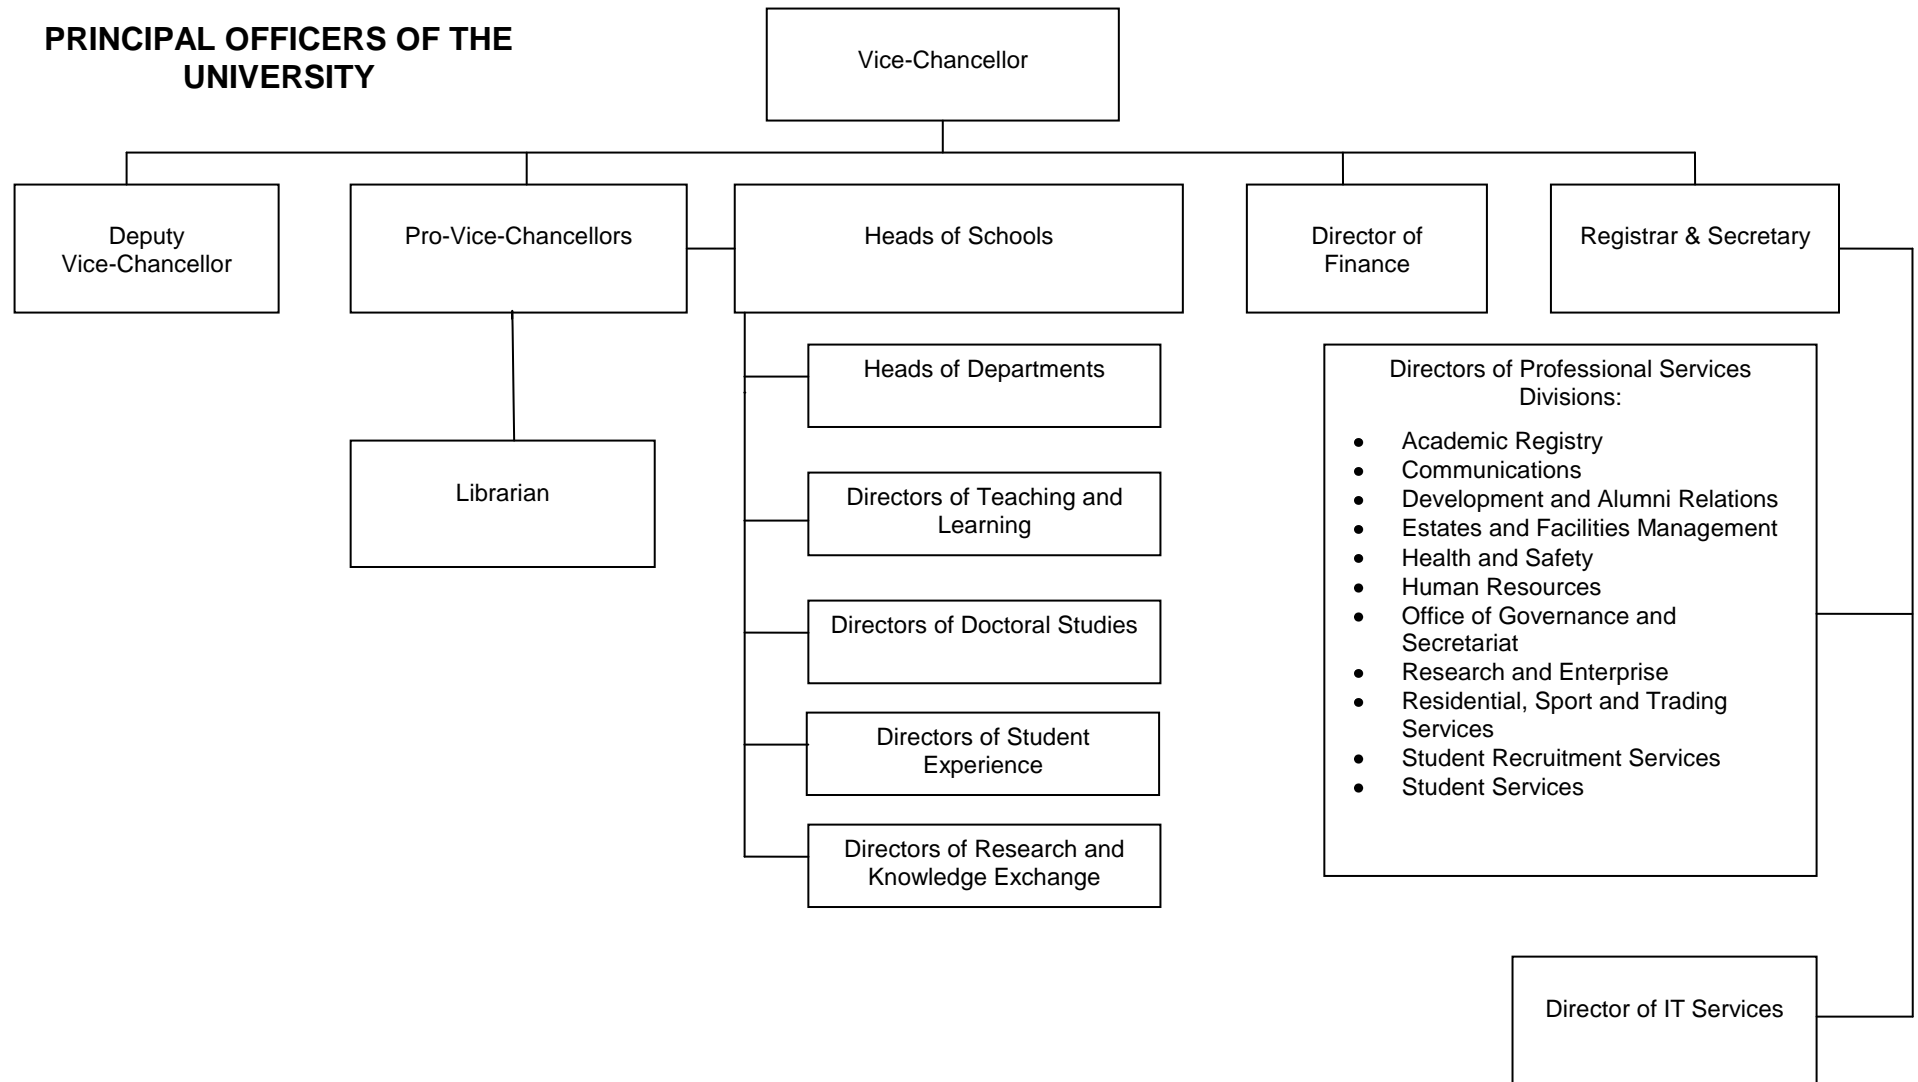 PRINCIPAL OFFICERS OF THE
UNIVERSITY
Vice-Chancellor
Deputy
Vice-Chancellor
Pro-Vice-Chancellors
Heads of Schools
Director of
Finance
Registrar & Secretary
Librarian
Heads of Departments
Directors of Teaching and
Learning
Directors of Doctoral Studies
Directors of Student
Experience
Directors of Research and
Knowledge Exchange
Directors of Professional Services
Divisions:
• Academic Registry
• Communications
• Development and Alumni Relations
• Estates and Facilities Management
• Health and Safety
• Human Resources
• Office of Governance and
Secretariat
• Research and Enterprise
• Residential, Sport and Trading
Services
• Student Recruitment Services
• Student Services
Director of IT Services